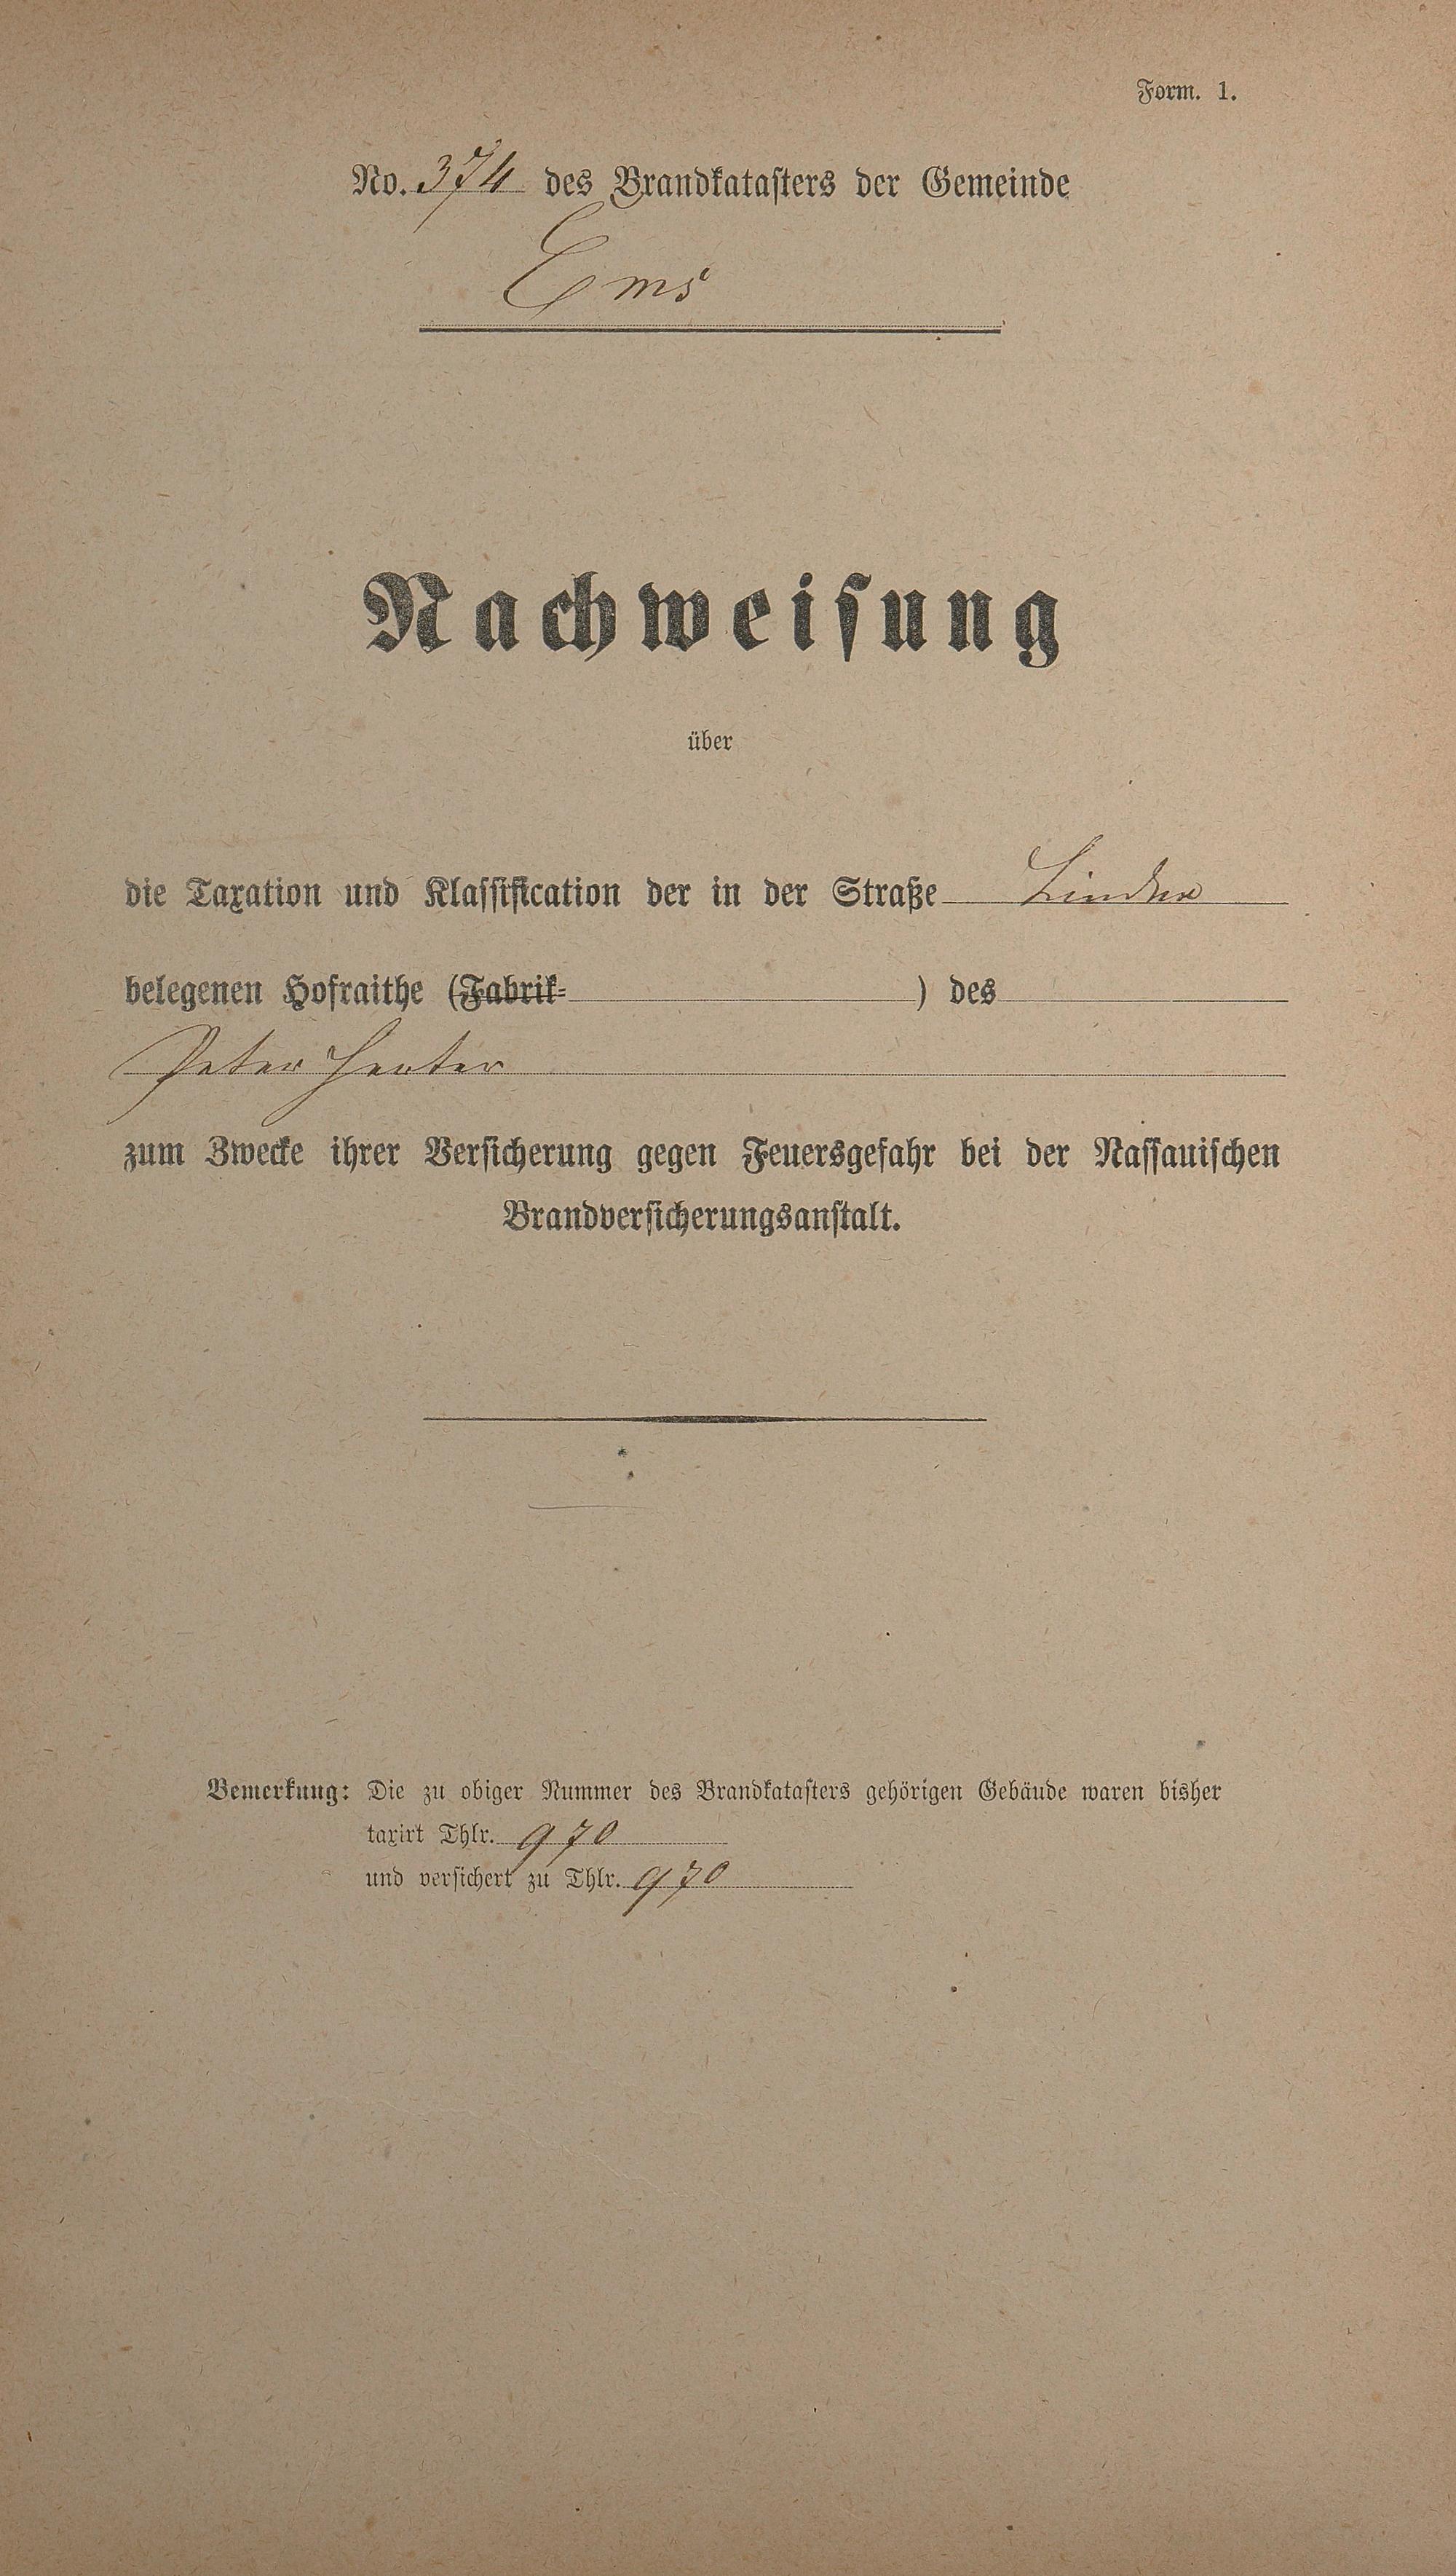 Form. 1.
No. 374 des Brandkatasters der Gemeinde
Ems
Nachweisung
über
die Taxation und Klassification der in der Straße Linden
belegenen Hofraithe (Fabrik- ) des
Peter
zum Zwecke ihrer Versicherung gegen Feuersgefahr bei der Nassauischen
Brandversicherungsanstalt.
Bemerkung: Die zu obiger Nummer des Brandkatasters gehörigen Gebäude waren bisher
taxirt Thlr. 970
und versichert zu Thlr. 970